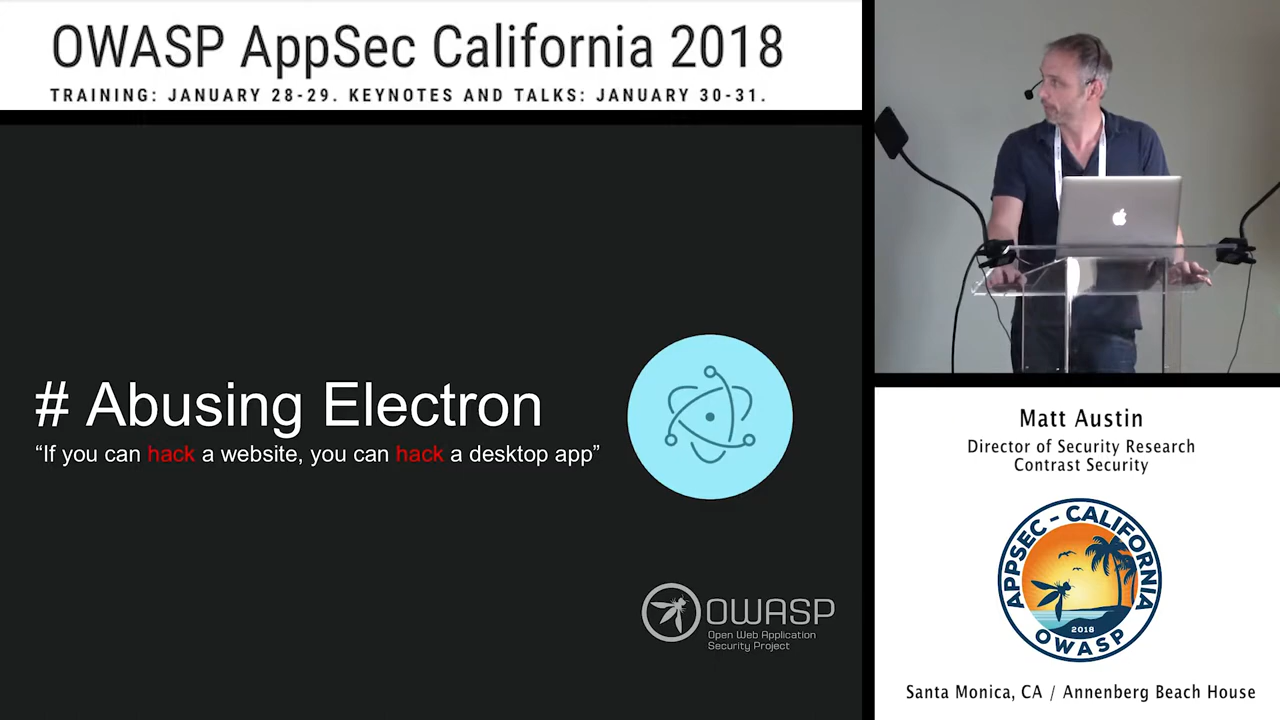 OWASP AppSec California 2018
TRAINING: JANUARY 28-29. KEYNOTES AND TALKS: JANUARY 30-31.
# Abusing Electron
“If you can hack a website, you can hack a desktop app”
OWASP
Open Web Application
Security Project
Matt Austin
Director of Security Research
Contrast Security
APPSEC - CALIFORNIA
2018
OWASP
Santa Monica, CA / Annenberg Beach House